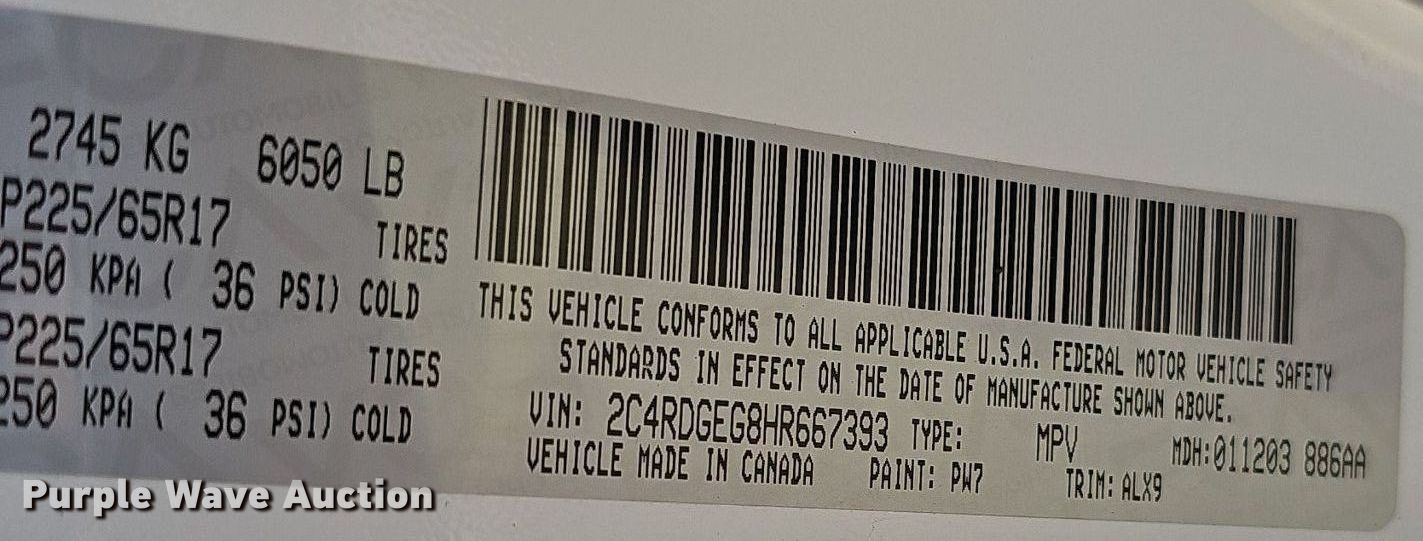 2745 KG 6050 LB
P225/65R17 TIRES
250 KPA ( 36 PSI) COLD
P225/65R17 TIRES
250 KPA ( 36 PSI) COLD
THIS VEHICLE CONFORMS TO ALL APPLICABLE U.S.A. FEDERAL MOTOR VEHICLE SAFETY
STANDARDS IN EFFECT ON THE DATE OF MANUFACTURE SHOWN ABOVE.
VIN: 2C4RDGEG8HR667393 TYPE: MPV MDH:011203 886AA
VEHICLE MADE IN CANADA PAINT: PW7 TRIM: ALX9
Purple Wave Auction